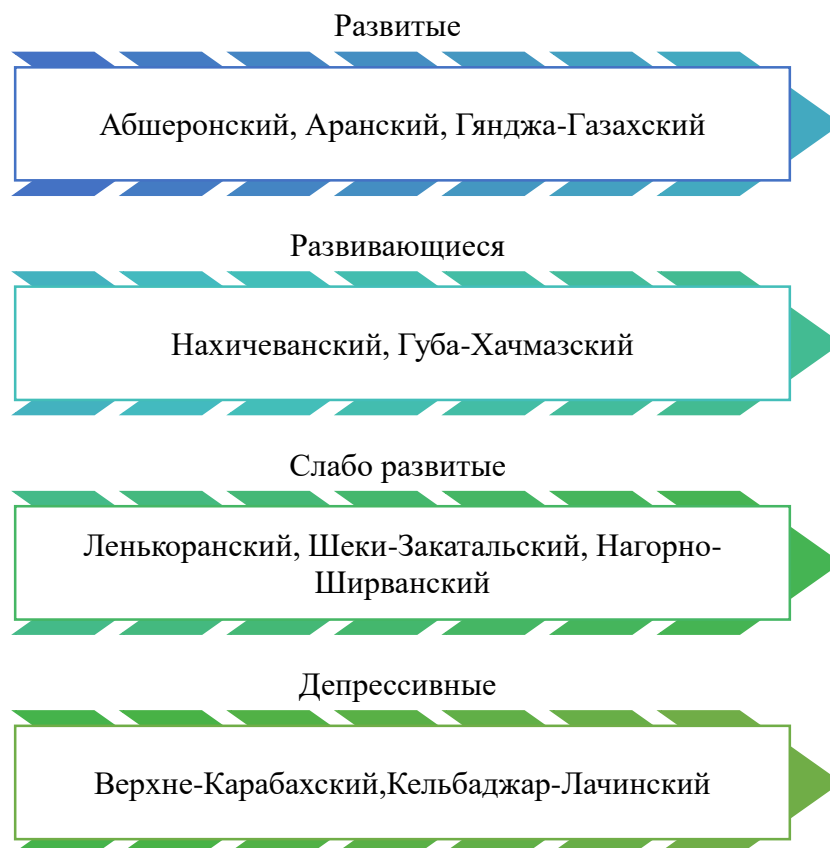 Развитые
Абшеронский, Аранский, Гянджа-Газахский
Развивающиеся
Нахичеванский, Губа-Хачмазский
Слабо развитые
Ленькоранский, Шеки-Закатальский, Нагорно-
Ширванский
Депрессивные
Верхне-Карабахский,Кельбаджар-Лачинский